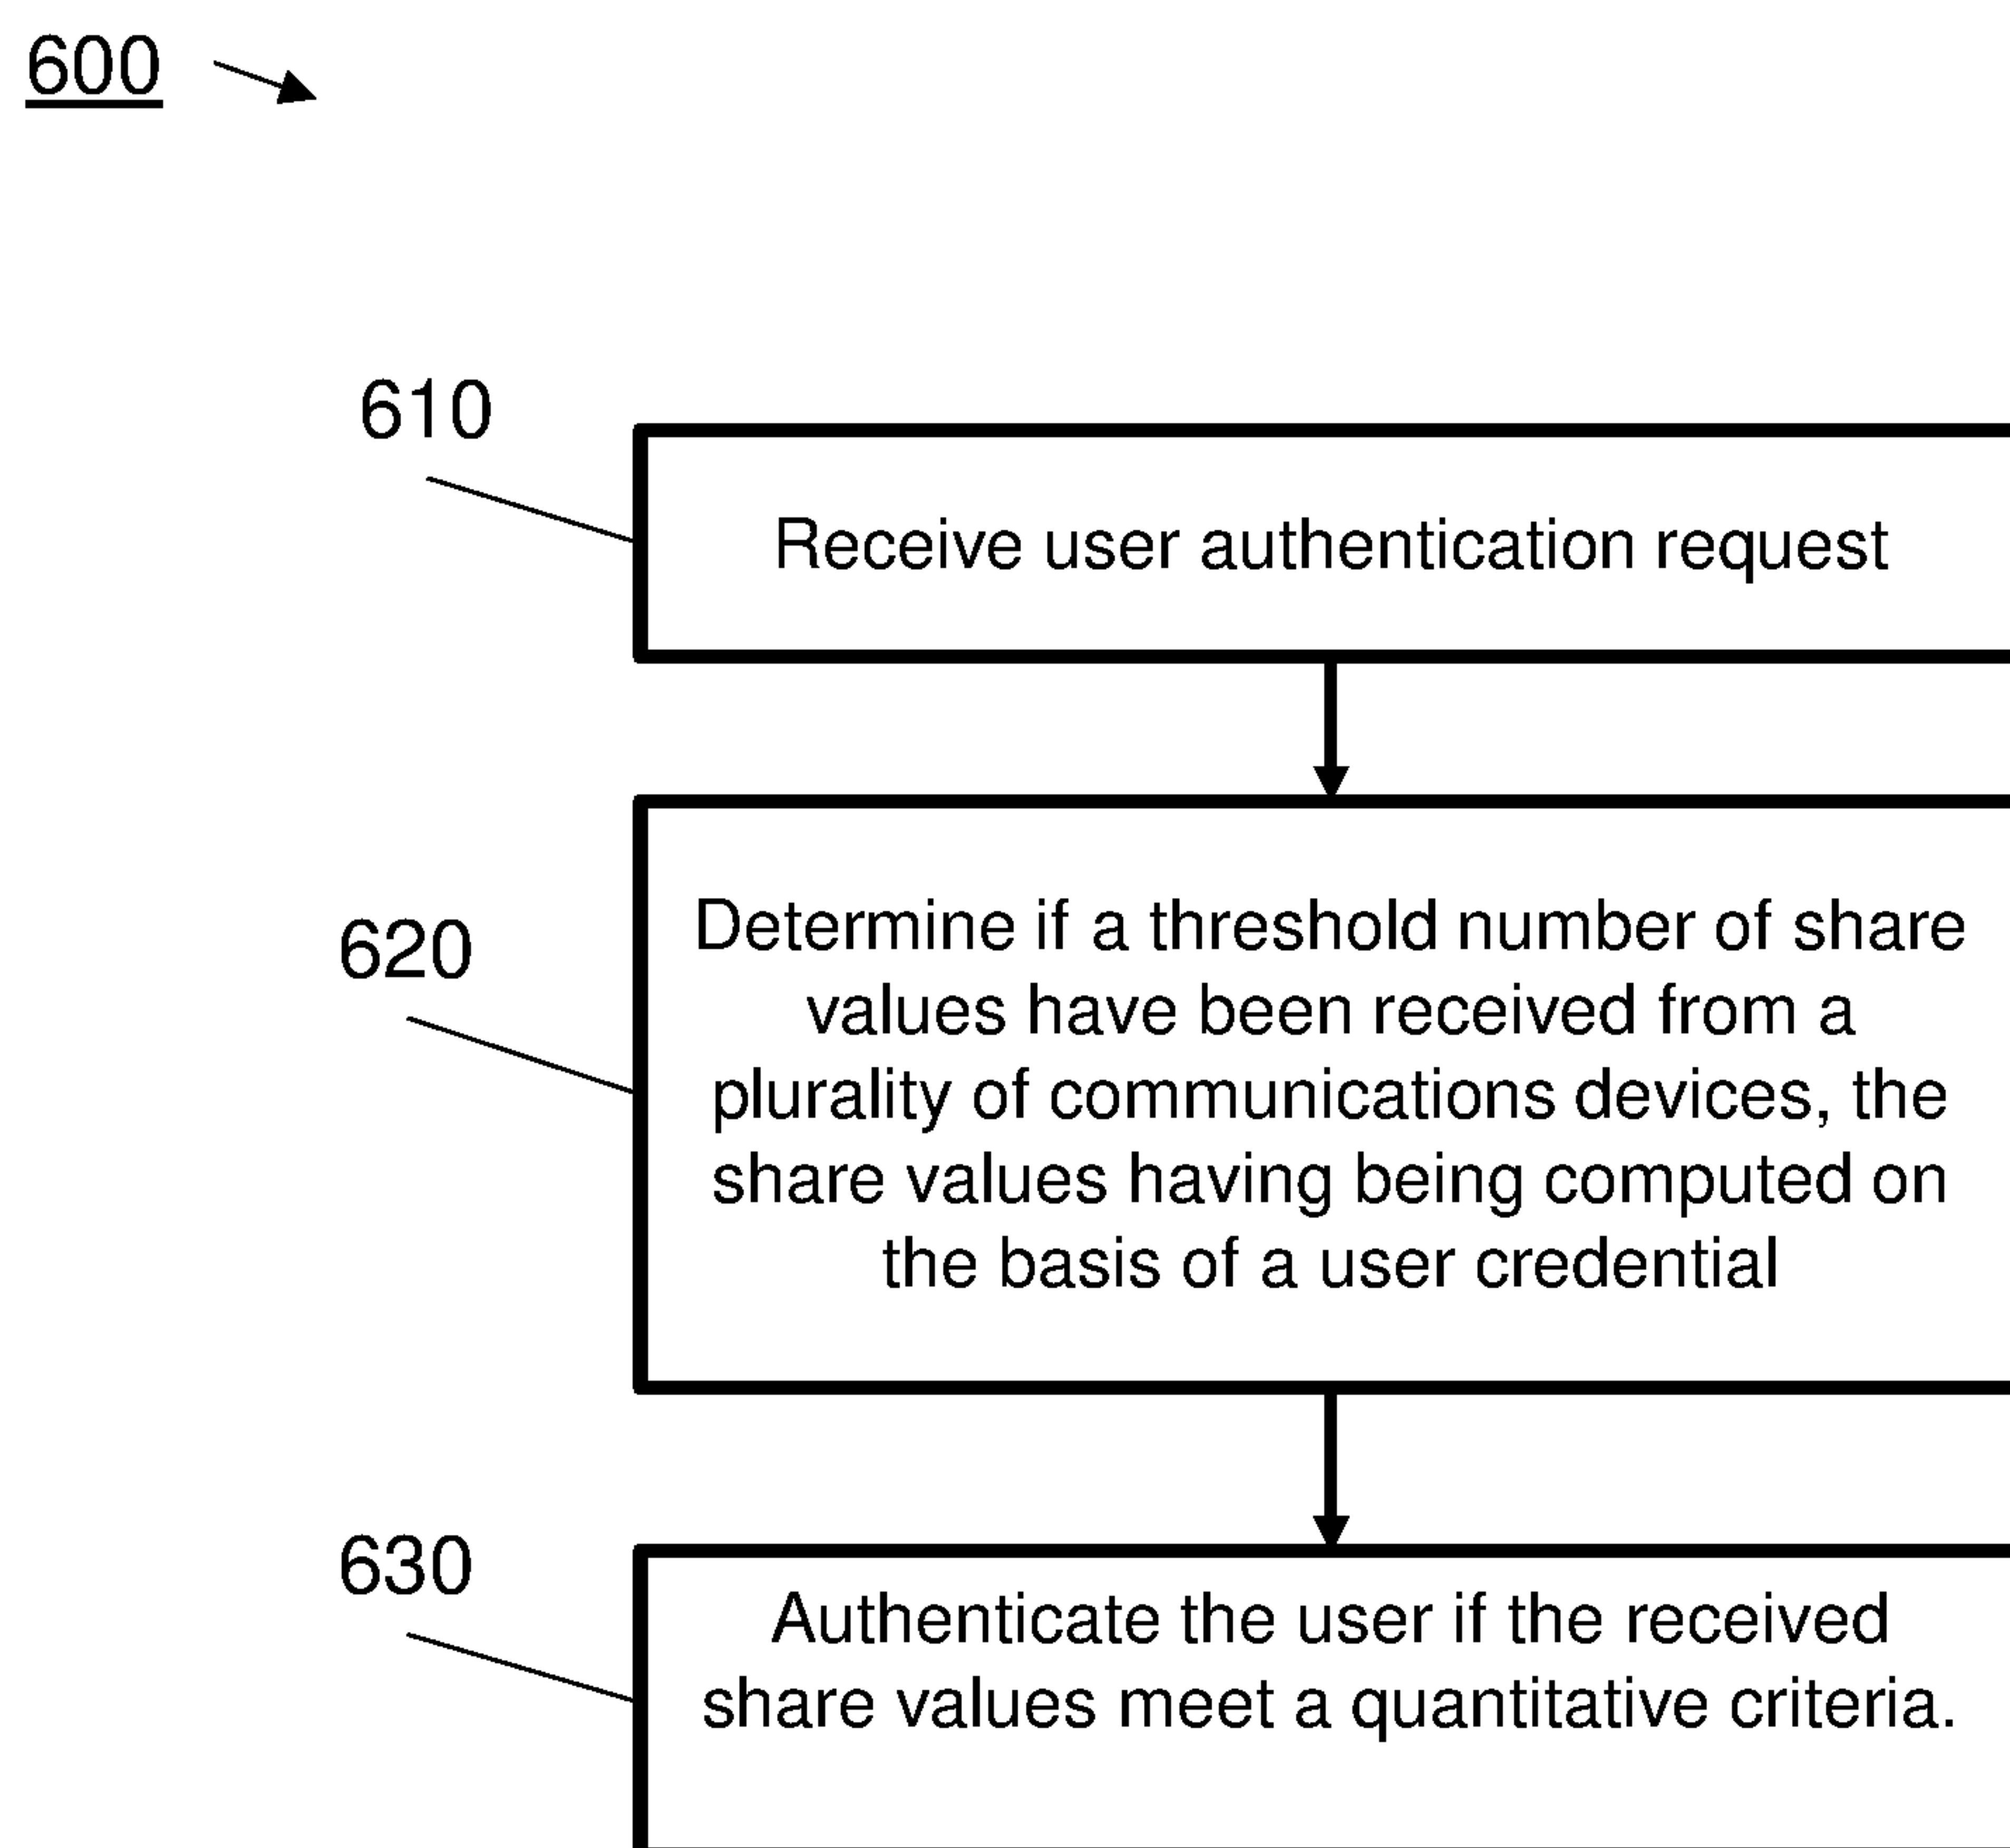 600
610
Receive user authentication request
620
Determine if a threshold number of share
values have been received from a
plurality of communications devices, the
share values having being computed on
the basis of a user credential
630
Authenticate the user if the received
share values meet a quantitative criteria.